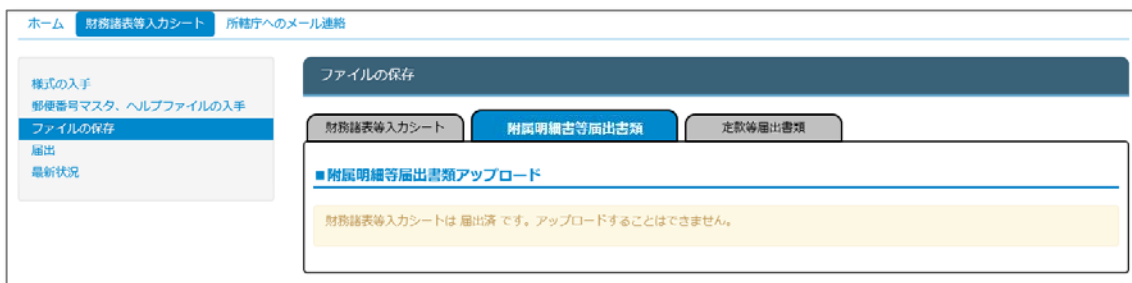 ホーム 財務諸表等入力シート 所轄庁へのメール連絡
様式の入手
郵便番号マスタ、ヘルプファイルの入手
ファイルの保存
届出
最新状況
ファイルの保存
財務諸表等入力シート 附属明細書等届出書類 定款等届出書類
■附属明細等届出書類アップロード
財務諸表等入力シートは 届出済 です。アップロードすることはできません。